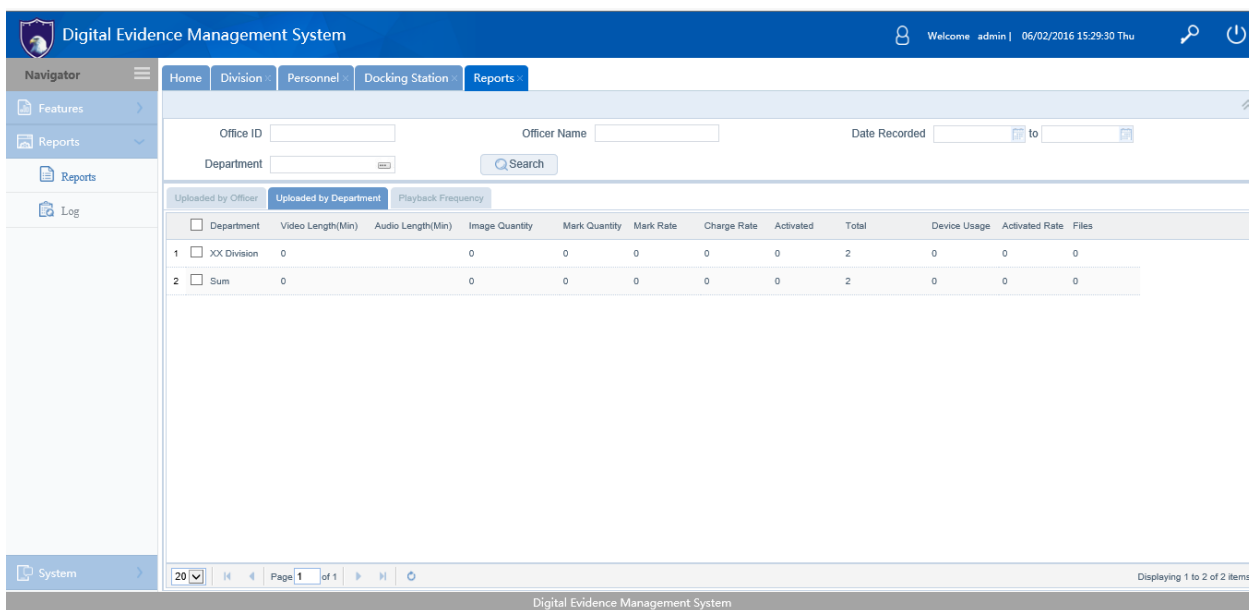 Digital Evidence Management System
Welcome admin | 06/02/2016 15:29:30 Thu
Navigator
Home Division × Personnel × Docking Station × Reports ×
Features
Reports
Reports
Log
System
Office ID Officer Name Date Recorded to
Department Search
Uploaded by Officer Uploaded by Department Playback Frequency
Department Video Length(Min) Audio Length(Min) Image Quantity Mark Quantity Mark Rate Charge Rate Activated Total Device Usage Activated Rate Files
1 XX Division 0 0 0 0 0 0 2 0 0 0
2 Sum 0 0 0 0 0 0 2 0 0 0
20 Page 1 of 1 Displaying 1 to 2 of 2 items
Digital Evidence Management System